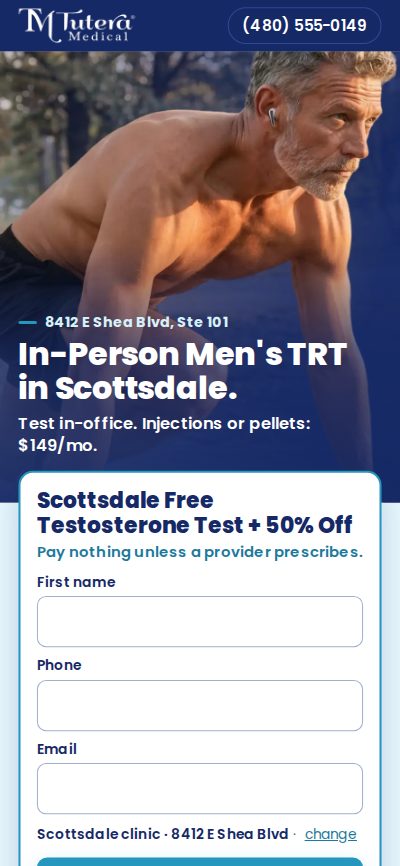 Tutera
Medical
(480) 555-0149
8412 E Shea Blvd, Ste 101
In-Person Men's TRT
in Scottsdale.
Test in-office. Injections or pellets:
$149/mo.
Scottsdale Free
Testosterone Test + 50% Off
Pay nothing unless a provider prescribes.
First name
Phone
Email
Scottsdale clinic · 8412 E Shea Blvd · change